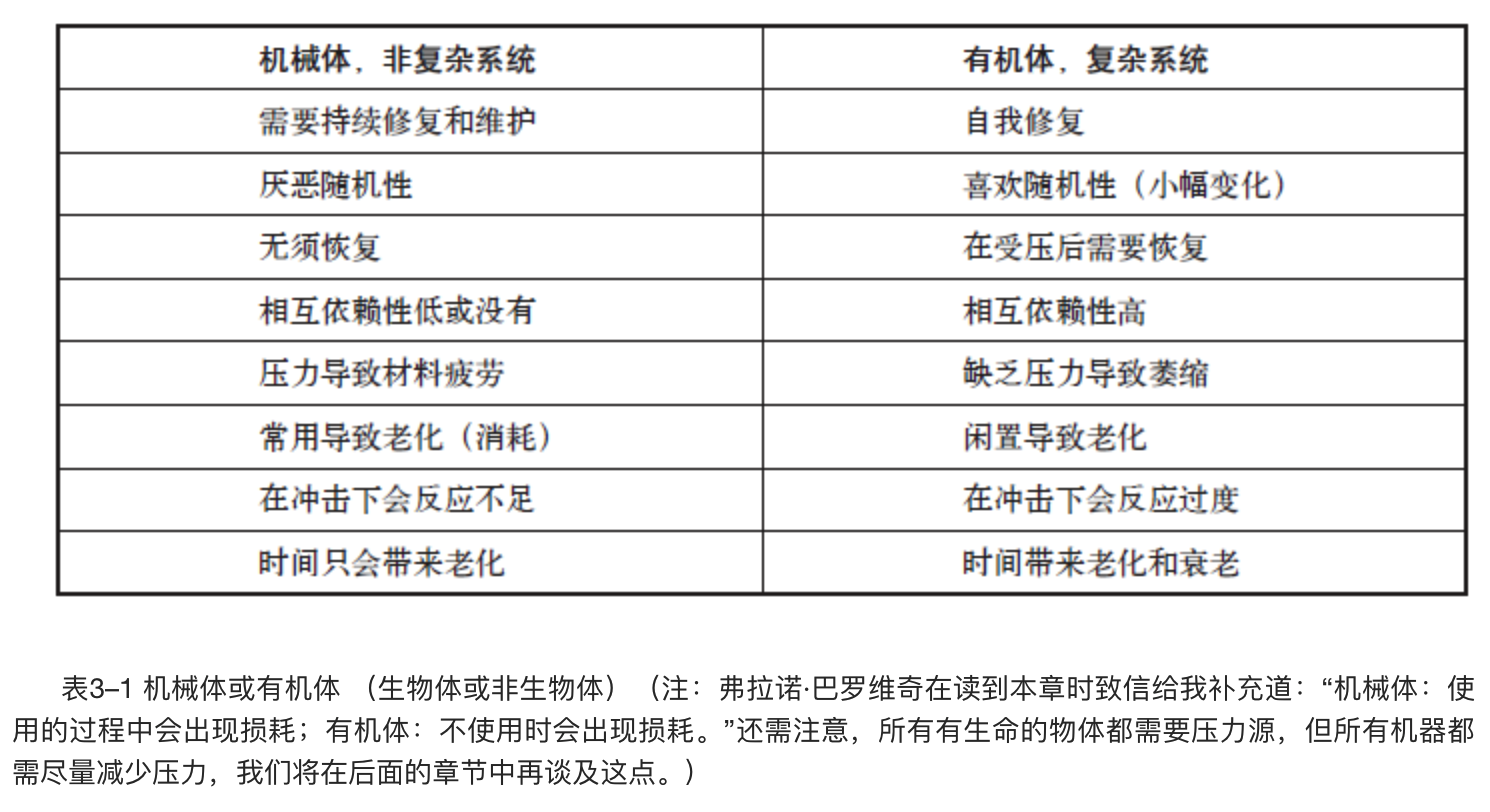 机械体，非复杂系统 有机体，复杂系统
需要持续修复和维护 自我修复
厌恶随机性 喜欢随机性（小幅变化）
无须恢复 在受压后需要恢复
相互依赖性低或没有 相互依赖性高
压力导致材料疲劳 缺乏压力导致萎缩
常用导致老化（消耗） 闲置导致老化
在冲击下会反应不足 在冲击下会反应过度
时间只会带来老化 时间带来老化和衰老
表3–1 机械体或有机体 （生物体或非生物体）（注：弗拉诺·巴罗维奇在读到本章时致信给我补充道：“机械体：使
用的过程中会出现损耗；有机体：不使用时会出现损耗。”还需注意，所有有生命的物体都需要压力源，但所有机器都
需尽量减少压力，我们将在后面的章节中再谈及这点。）